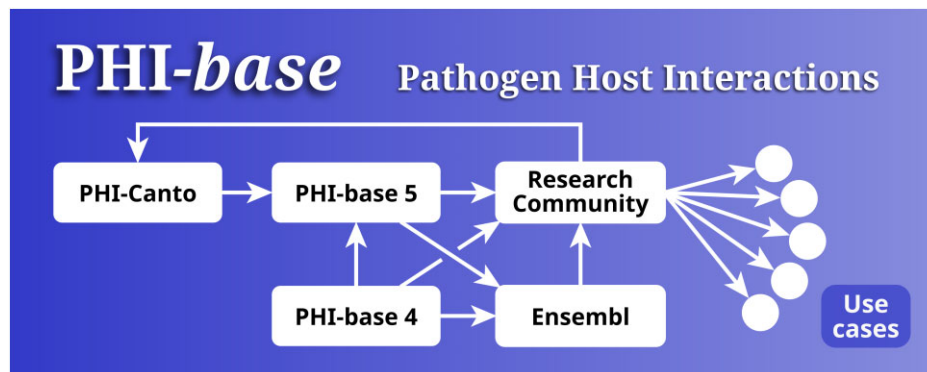 PHI-base
Pathogen Host Interactions
PHI-Canto
PHI-base 5
Research
Community
PHI-base 4
Ensembl
Use
cases